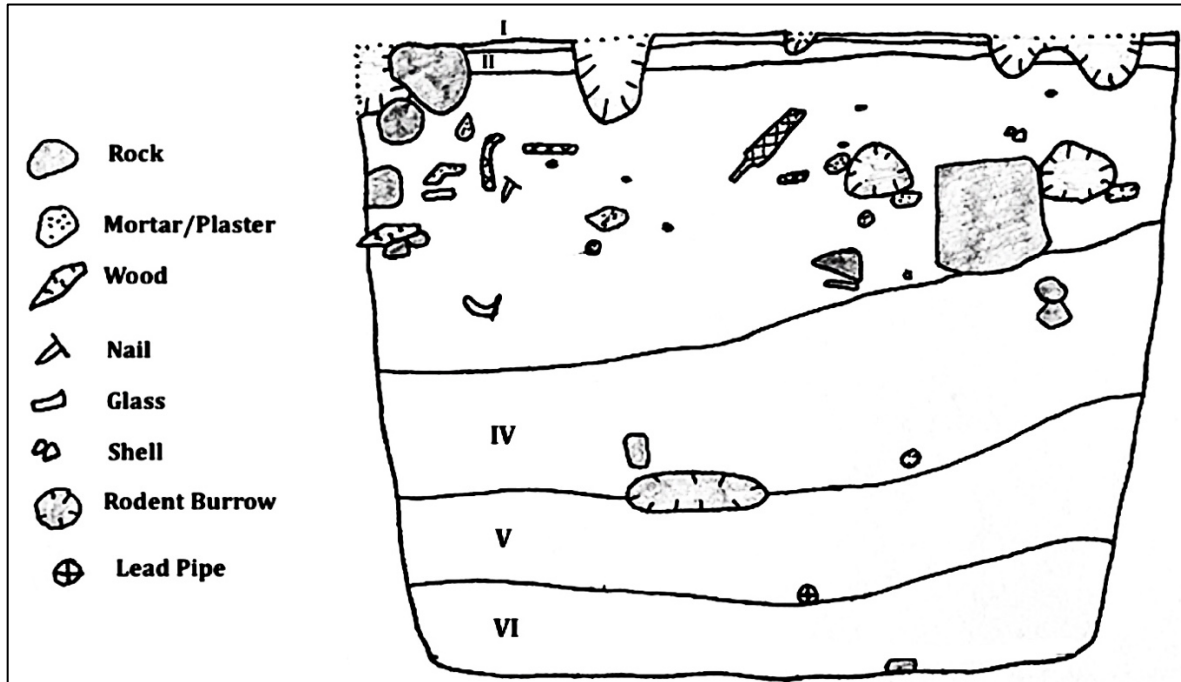 I
II
Rock
Mortar/Plaster
Wood
Nail
Glass
Shell
Rodent Burrow
Lead Pipe
IV
V
VI